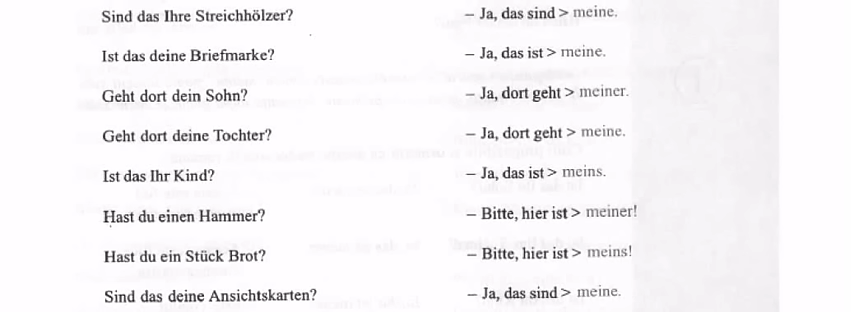 Sind das Ihre Streichhölzer? – Ja, das sind > meine.
Ist das deine Briefmarke? – Ja, das ist > meine.
Geht dort dein Sohn? – Ja, dort geht > meiner.
Geht dort deine Tochter? – Ja, dort geht > meine.
Ist das Ihr Kind? – Ja, das ist > meins.
Hast du einen Hammer? – Bitte, hier ist > meiner!
Hast du ein Stück Brot? – Bitte, hier ist > meins!
Sind das deine Ansichtskarten? – Ja, das sind > meine.